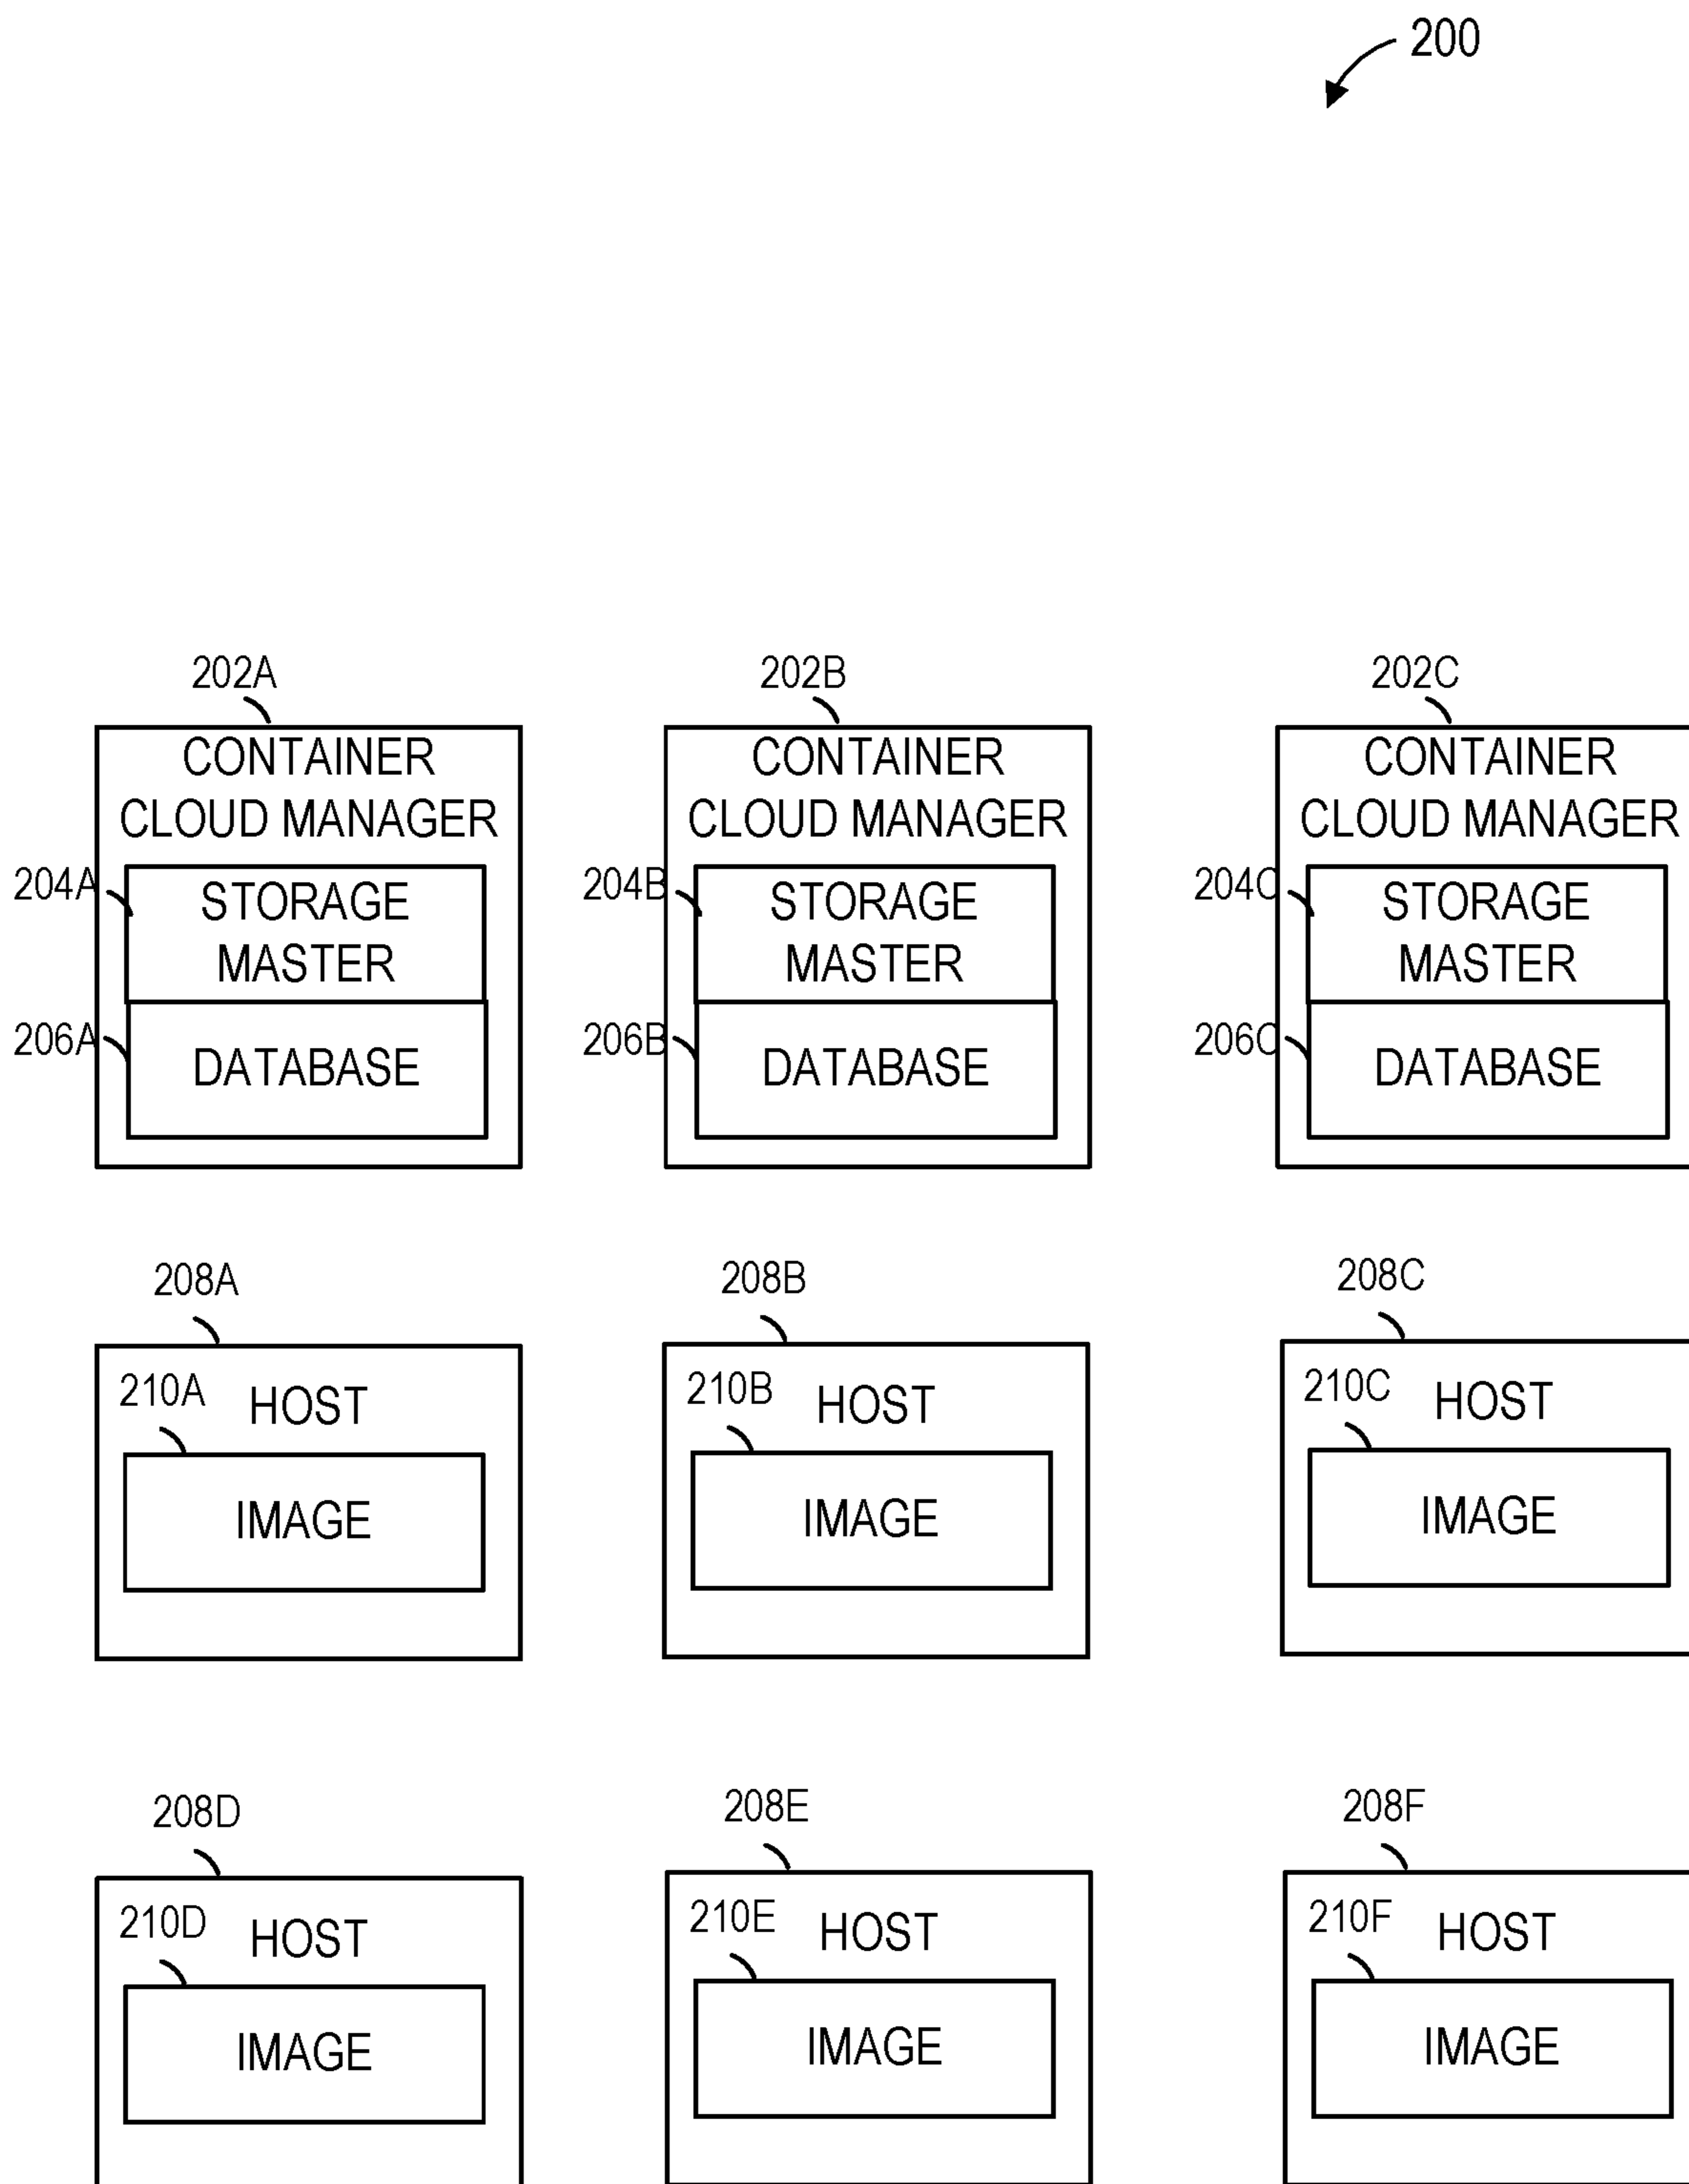 200
202A
202B
202C
CONTAINER
CLOUD MANAGER
CONTAINER
CLOUD MANAGER
CONTAINER
CLOUD MANAGER
204A
STORAGE
MASTER
204B
STORAGE
MASTER
204C
STORAGE
MASTER
206A
DATABASE
206B
DATABASE
206C
DATABASE
208A
208B
208C
210A
HOST
IMAGE
210B
HOST
IMAGE
210C
HOST
IMAGE
208D
208E
208F
210D
HOST
IMAGE
210E
HOST
IMAGE
210F
HOST
IMAGE